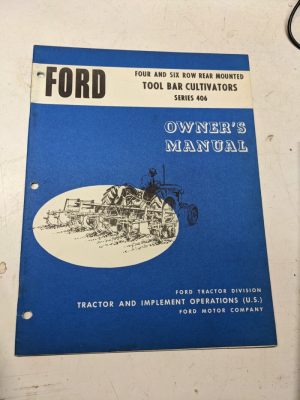 FORD
FOUR AND SIX ROW REAR MOUNTED
TOOL BAR CULTIVATORS
SERIES 406
OWNER'S
MANUAL
FORD TRACTOR DIVISION
TRACTOR AND IMPLEMENT OPERATIONS (U.S.)
FORD MOTOR COMPANY